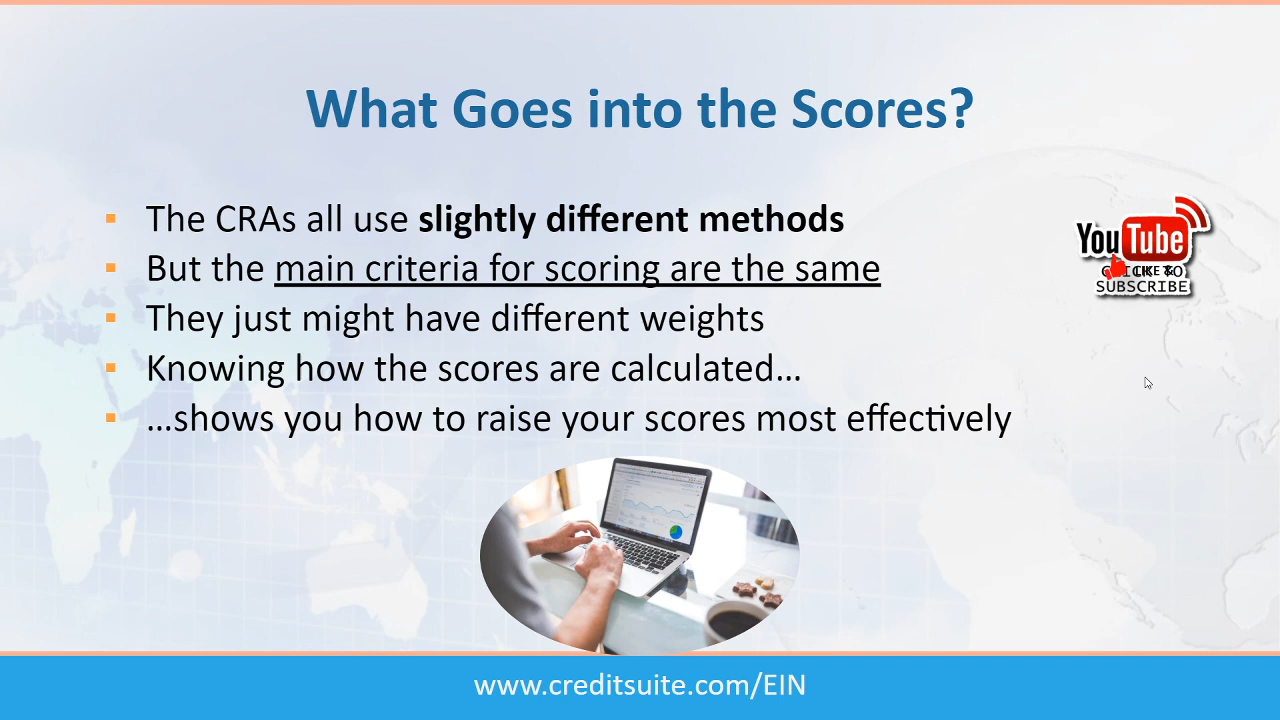 What Goes into the Scores?
The CRAs all use slightly different methods
But the main criteria for scoring are the same
They just might have different weights
Knowing how the scores are calculated…
…shows you how to raise your scores most effectively
YouTube
SUBSCRIBE
www.creditsuite.com/EIN